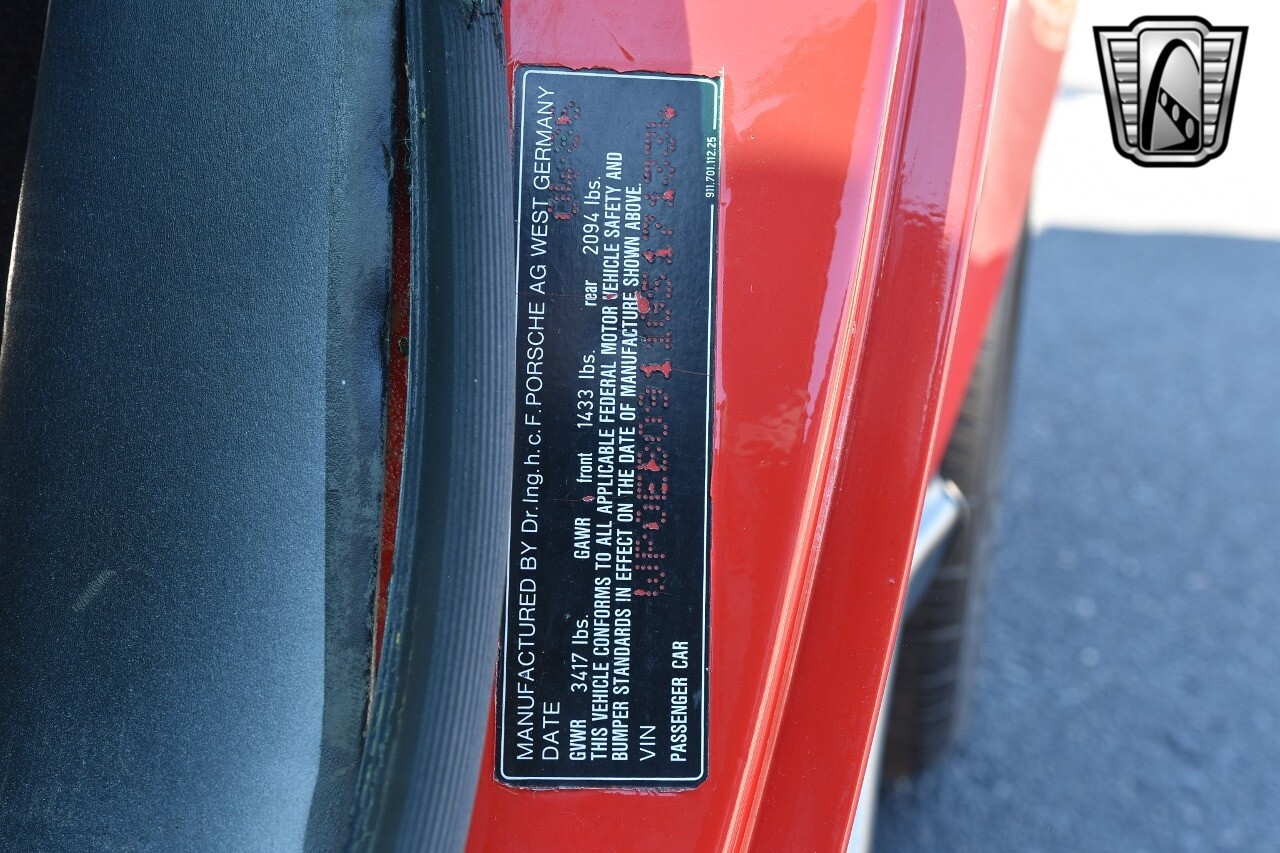 MANUFACTURED BY Dr.Ing.h.c.F.PORSCHE AG WEST GERMANY
DATE
GVWR 3417 lbs. GAWR front 1433 lbs. rear 2094 lbs.
THIS VEHICLE CONFORMS TO ALL APPLICABLE FEDERAL MOTOR VEHICLE SAFETY AND
BUMPER STANDARDS IN EFFECT ON THE DATE OF MANUFACTURE SHOWN ABOVE.
VIN
PASSENGER CAR
911.701.112.25